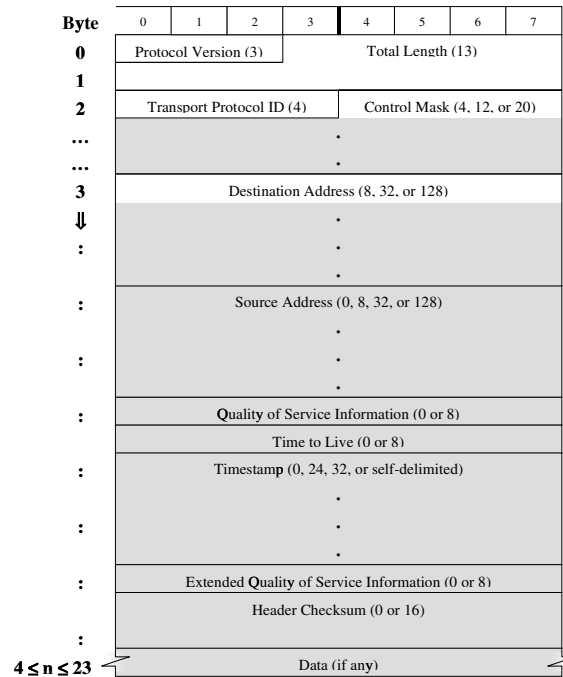 Byte 0 1 2 3 4 5 6 7
0 Protocol Version (3) Total Length (13)
1
2 Transport Protocol ID (4) Control Mask (4, 12, or 20)
... .
... .
3 Destination Address (8, 32, or 128)
⇓ .
: .
.
: Source Address (0, 8, 32, or 128)
.
: .
.
: Quality of Service Information (0 or 8)
Time to Live (0 or 8)
: Timestamp (0, 24, 32, or self-delimited)
.
: .
.
: Extended Quality of Service Information (0 or 8)
Header Checksum (0 or 16)
:
4 ≤ n ≤ 23 Data (if any)